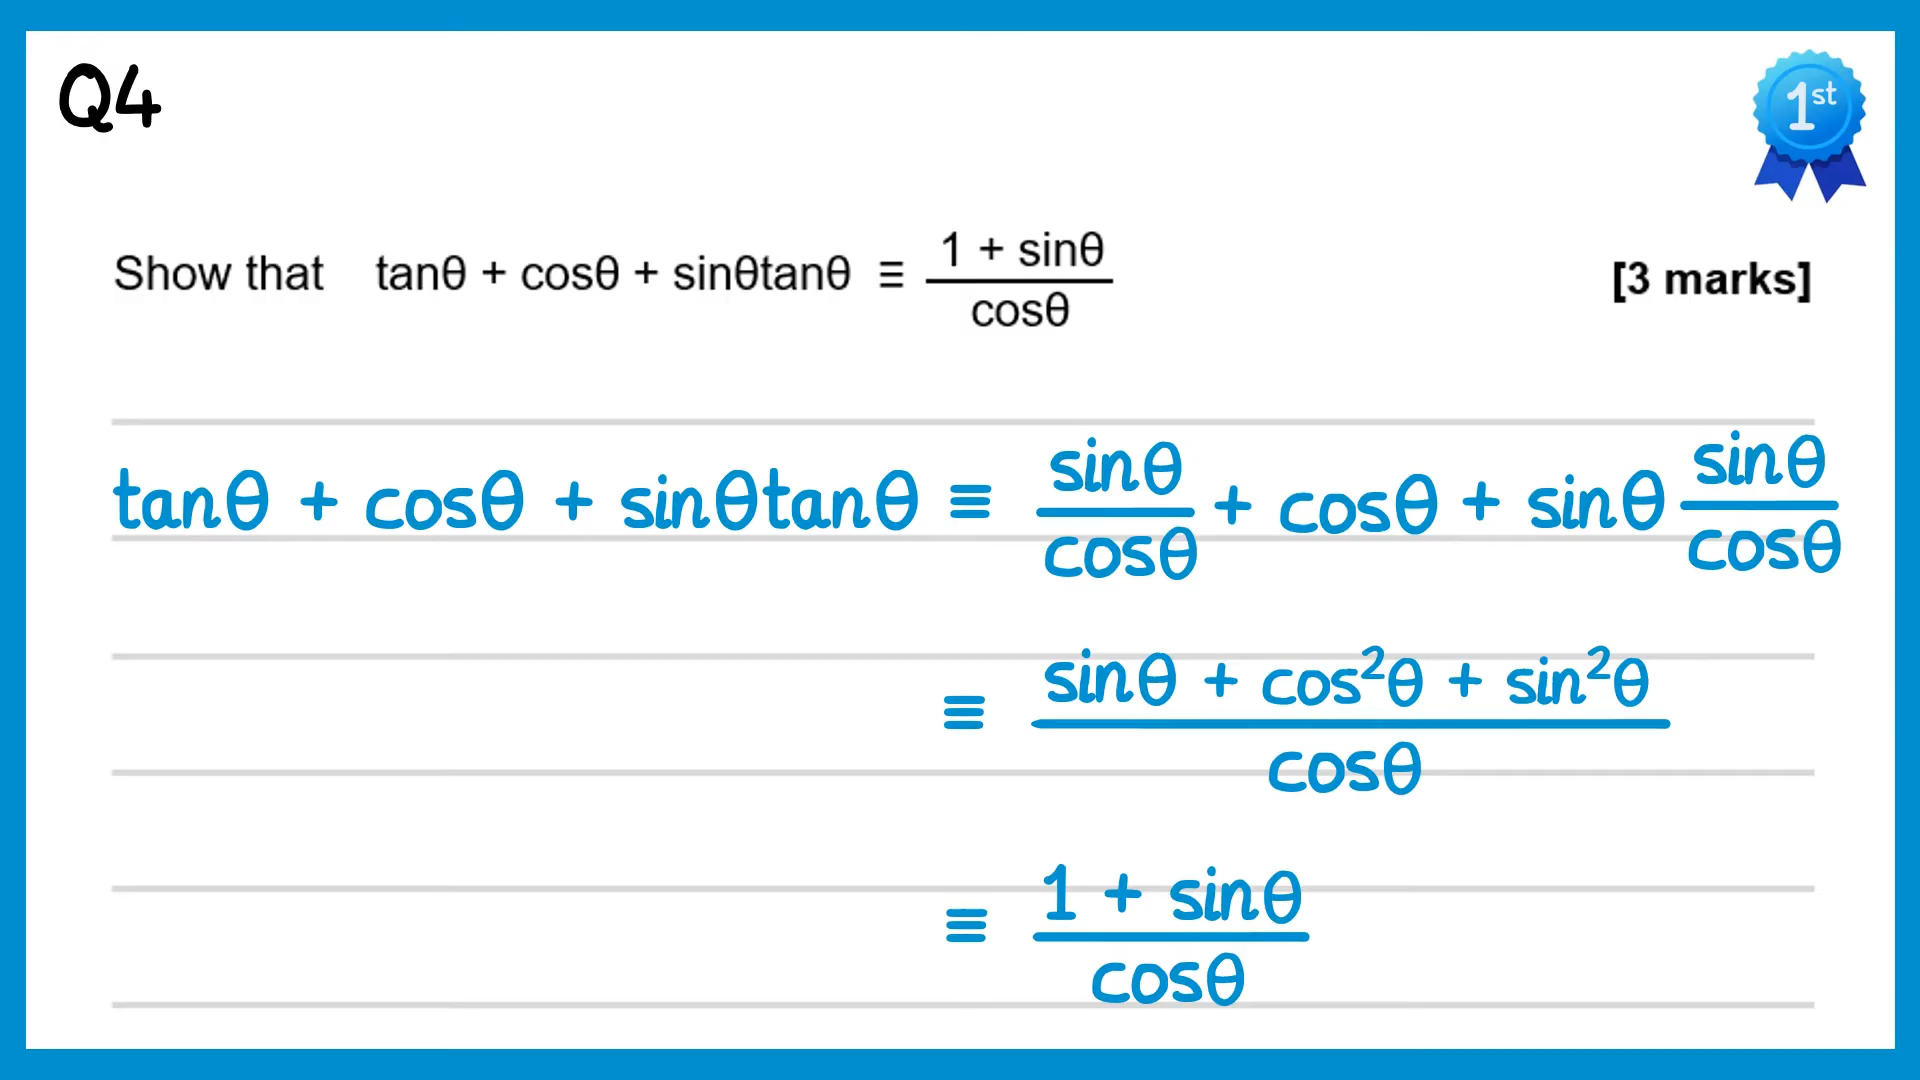 Q4
1st
Show that tanθ + cosθ + sinθtanθ ≡ (1 + sinθ)/cosθ [3 marks]
tanθ + cosθ + sinθtanθ ≡ sinθ/cosθ + cosθ + sinθ sinθ/cosθ
≡ (sinθ + cos²θ + sin²θ)/cosθ
≡ (1 + sinθ)/cosθ